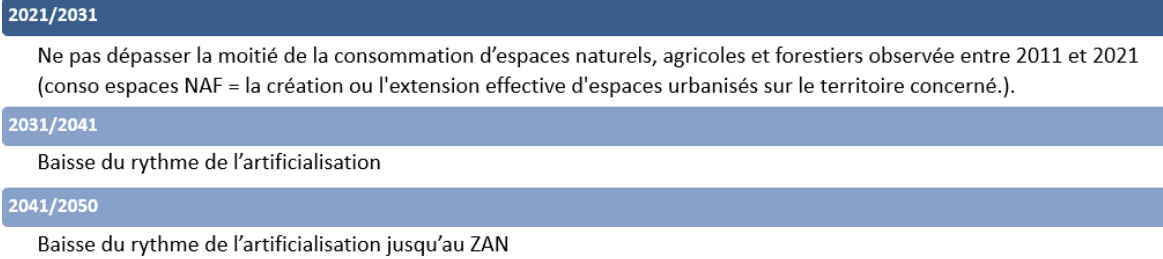 2021/2031
Ne pas dépasser la moitié de la consommation d’espaces naturels, agricoles et forestiers observée entre 2011 et 2021
(conso espaces NAF = la création ou l'extension effective d'espaces urbanisés sur le territoire concerné.).
2031/2041
Baisse du rythme de l’artificialisation
2041/2050
Baisse du rythme de l’artificialisation jusqu’au ZAN